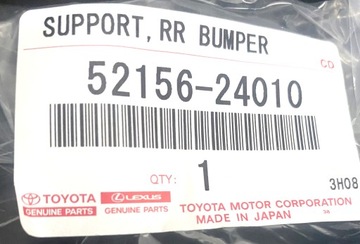 SUPPORT, RR BUMPER
CD
52156-24010
QTY: 1
3H08
TOYOTA LEXUS TOYOTA MOTOR CORPORATION
GENUINE PARTS GENUINE PARTS MADE IN JAPAN